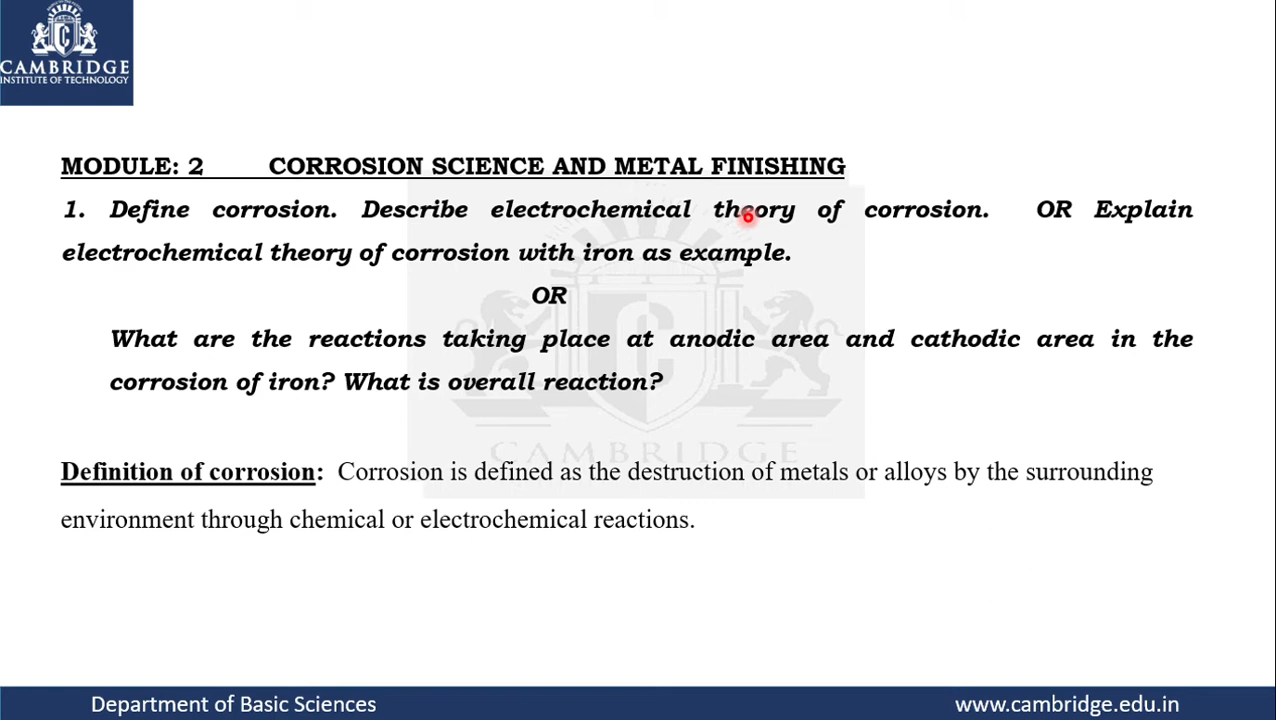 CAMBRIDGE
INSTITUTE OF TECHNOLOGY
MODULE: 2 CORROSION SCIENCE AND METAL FINISHING
1. Define corrosion. Describe electrochemical theory of corrosion. OR Explain
electrochemical theory of corrosion with iron as example.
OR
What are the reactions taking place at anodic area and cathodic area in the
corrosion of iron? What is overall reaction?
CAMBRIDGE
Definition of corrosion: Corrosion is defined as the destruction of metals or alloys by the surrounding
environment through chemical or electrochemical reactions.
Department of Basic Sciences
www.cambridge.edu.in